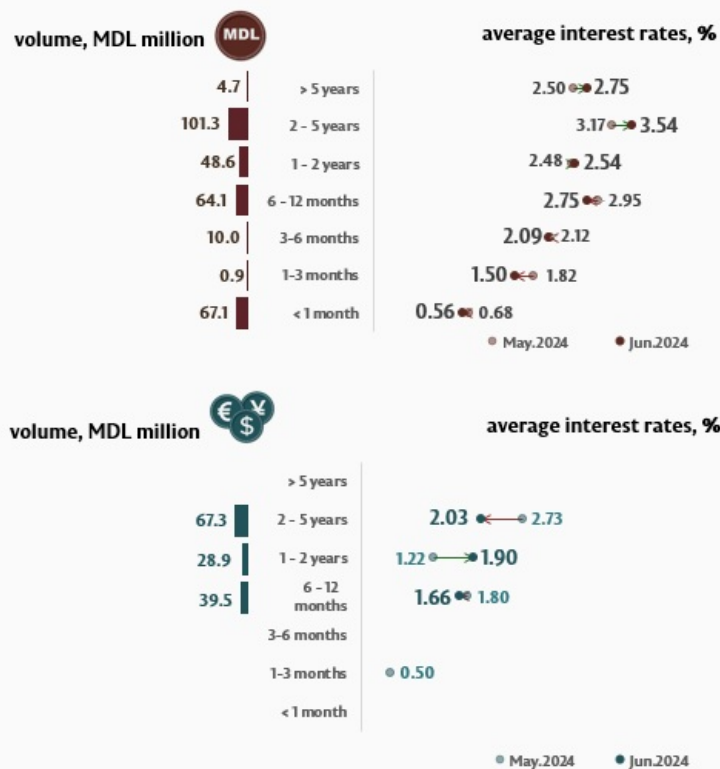 volume, MDL million MDL average interest rates, %
4.7 > 5 years 2.50 2.75
101.3 2 - 5 years 3.17 3.54
48.6 1 - 2 years 2.48 2.54
64.1 6 - 12 months 2.75 2.95
10.0 3-6 months 2.09 2.12
0.9 1-3 months 1.50 1.82
67.1 < 1 month 0.56 0.68
May.2024 Jun.2024
€ ¥ $
volume, MDL million average interest rates, %
> 5 years
67.3 2 - 5 years 2.03 2.73
28.9 1 - 2 years 1.22 1.90
39.5 6 - 12 months 1.66 1.80
3-6 months
1-3 months 0.50
< 1 month
May.2024 Jun.2024